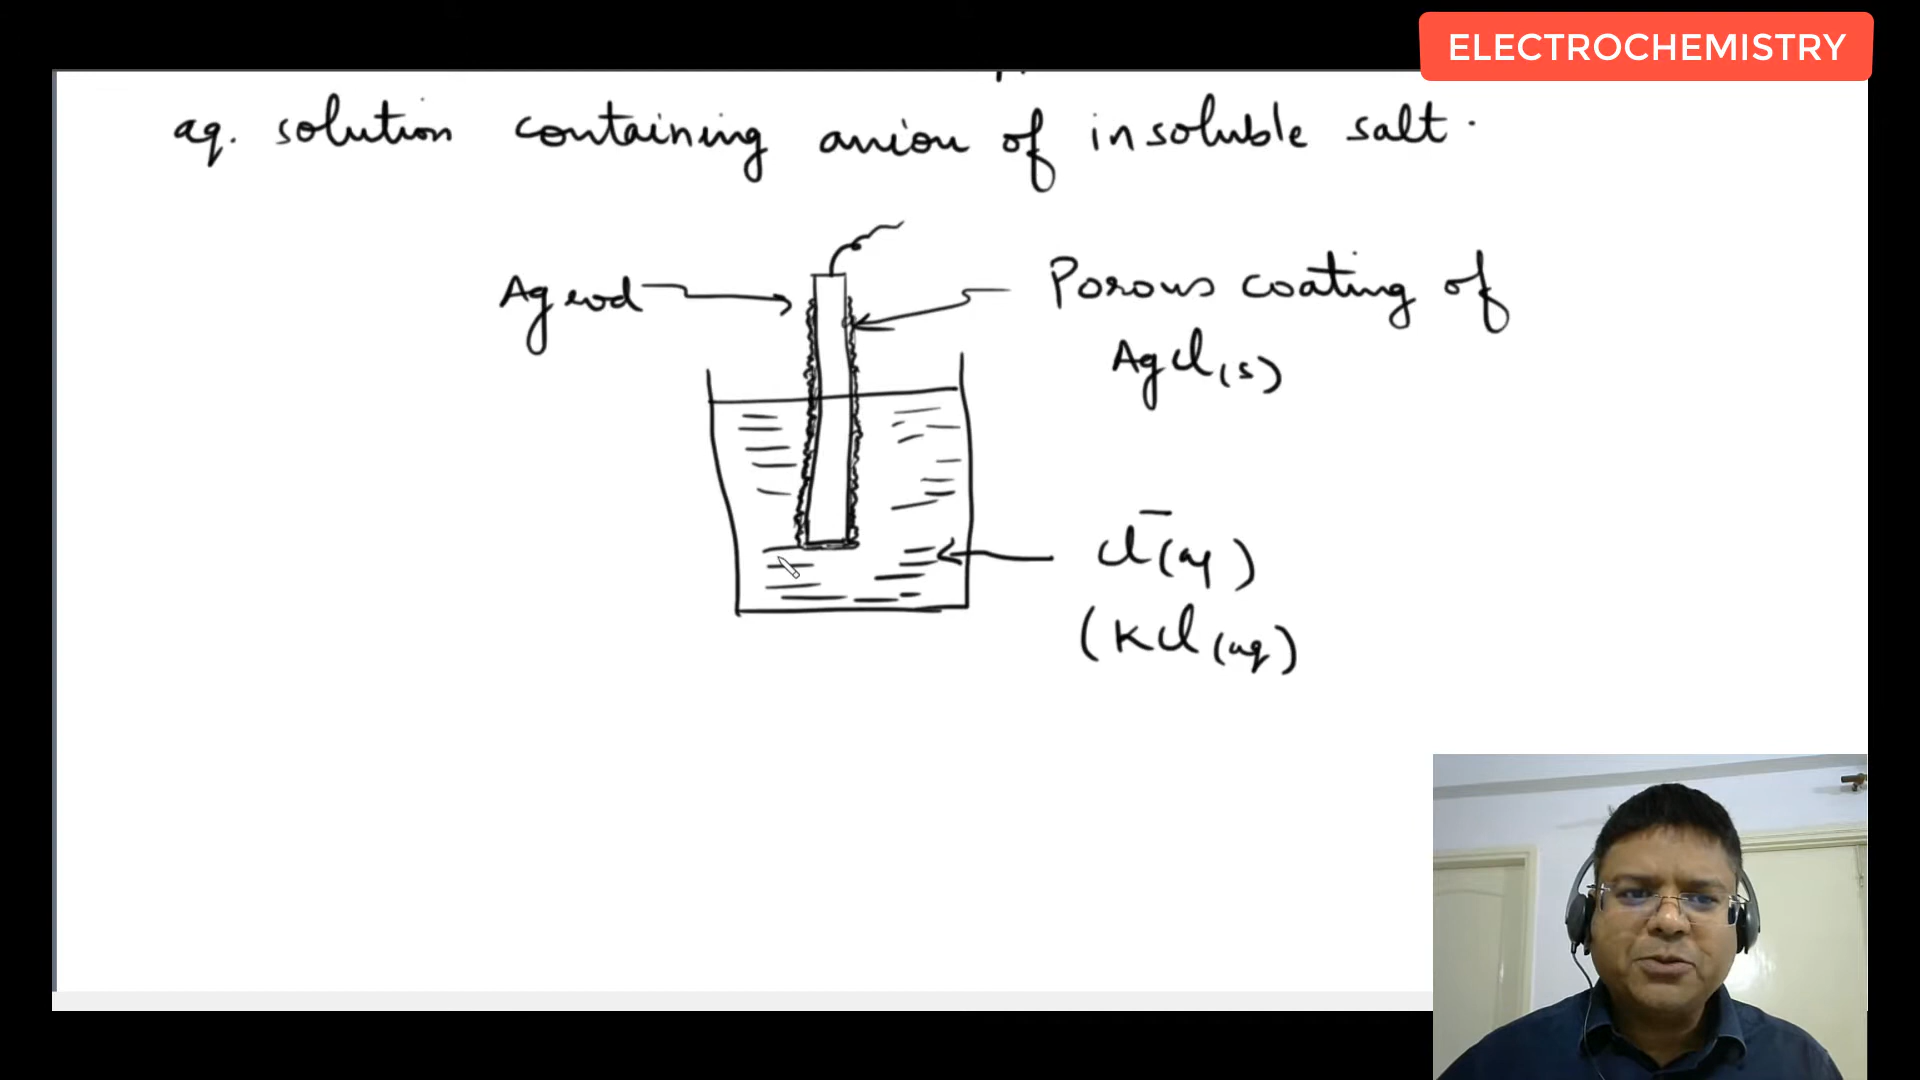 ELECTROCHEMISTRY
aq. solution containing anion of insoluble salt.
Ag rod
Porous coating of
AgCl(s)
Cl⁻(aq)
(KCl(aq)